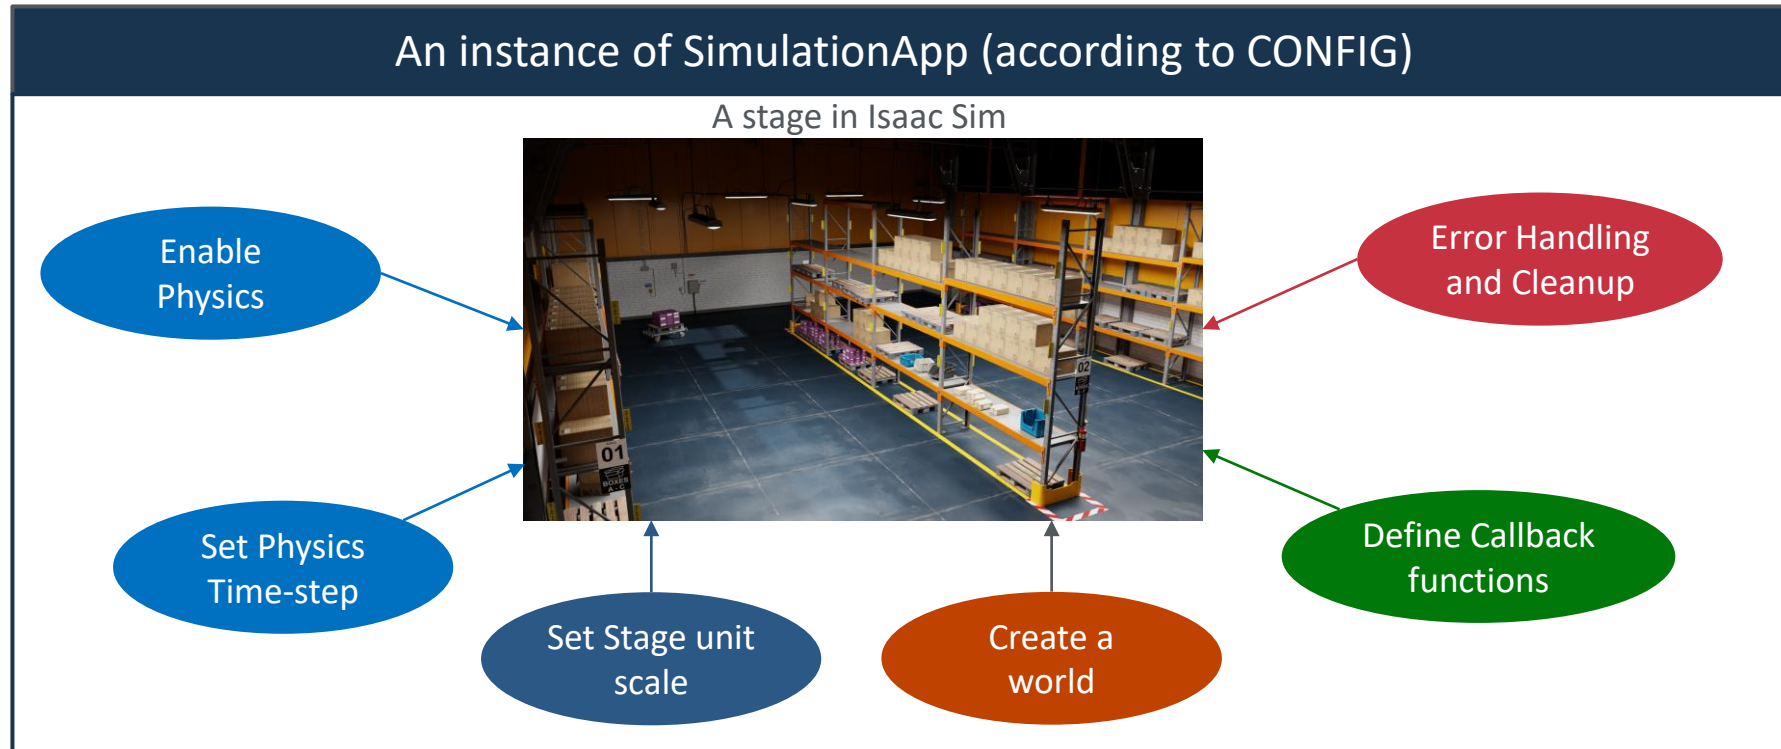 An instance of SimulationApp (according to CONFIG)
A stage in Isaac Sim
Enable
Physics
Error Handling
and Cleanup
01
BOXES
A - C
02
Set Physics
Time-step
Define Callback
functions
Set Stage unit
scale
Create a
world